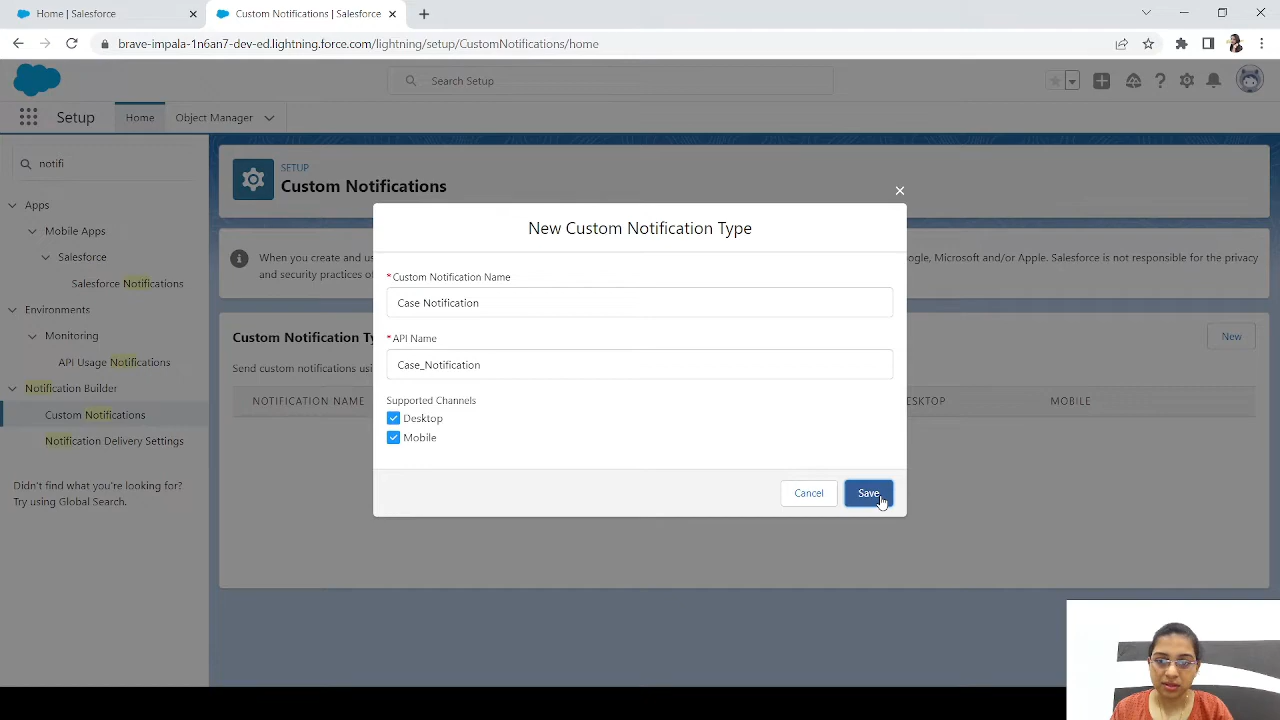 Home | Salesforce
Custom Notifications | Salesforce
brave-impala-1n6an7-dev-ed.lightning.force.com/lightning/setup/CustomNotifications/home
Search Setup
Setup
Home
Object Manager
notifi
Apps
Mobile Apps
Salesforce
Salesforce Notifications
Environments
Monitoring
API Usage Notifications
Notification Builder
Custom Notifications
Notification Delivery Settings
Didn't find what you're looking for?
Try using Global Search.
SETUP
Custom Notifications
When you create and us
ogle, Microsoft and/or Apple. Salesforce is not responsible for the privacy
and security practices of
Custom Notification Ty
New
Send custom notifications usi
NOTIFICATION NAME
DESKTOP
MOBILE
New Custom Notification Type
*Custom Notification Name
Case Notification
*API Name
Case_Notification
Supported Channels
Desktop
Mobile
Cancel
Save